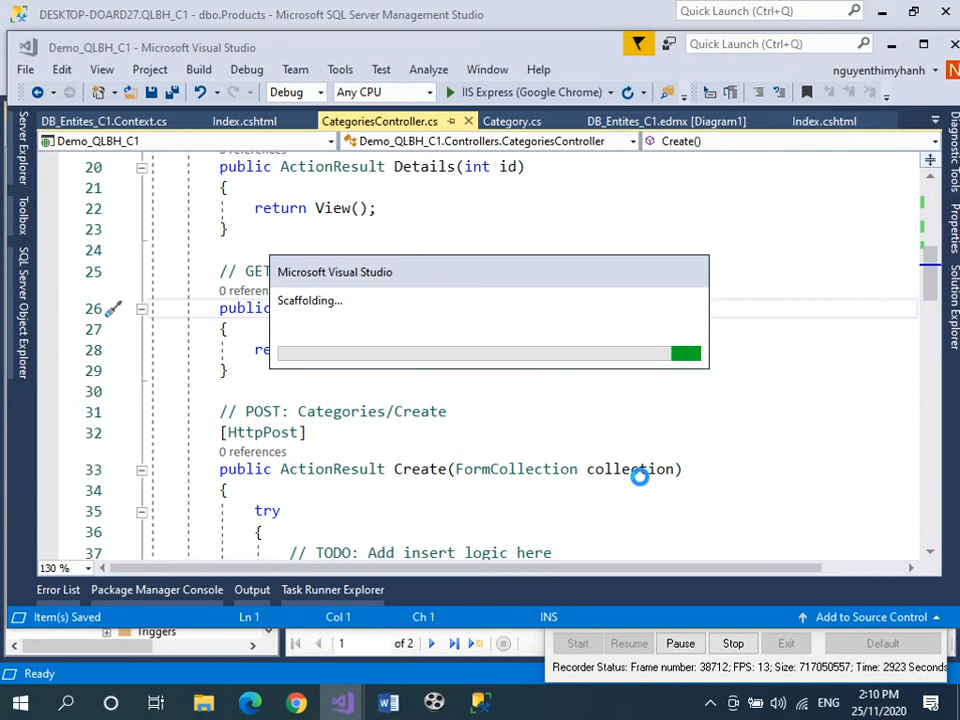 DESKTOP-DOARD27.QLBH_C1 - dbo.Products - Microsoft SQL Server Management Studio
Quick Launch (Ctrl+Q)
Demo_QLBH_C1 - Microsoft Visual Studio
Quick Launch (Ctrl+Q)
File Edit View Project Build Debug Team Tools Test Analyze Window Help
nguyenthimyhanh
Debug Any CPU IIS Express (Google Chrome)
DB_Entites_C1.Context.cs Index.cshtml CategoriesController.cs Category.cs DB_Entites_C1.edmx [Diagram1] Index.cshtml
Demo_QLBH_C1 Demo_QLBH_C1.Controllers.CategoriesController Create()
Server Explorer
Toolbox
SQL Server Object Explorer
Diagnostic Tools
Properties
Solution Explorer
20 public ActionResult Details(int id)
21 {
22 return View();
23 }
24
25 // GET
0 referen
26 public
27 {
28 re
29 }
30
31 // POST: Categories/Create
32 [HttpPost]
0 references
33 public ActionResult Create(FormCollection collection)
34 {
35 try
36 {
37 // TODO: Add insert logic here
Microsoft Visual Studio
Scaffolding...
130 %
Error List Package Manager Console Output Task Runner Explorer
Item(s) Saved Ln 1 Col 1 Ch 1 INS Add to Source Control
Triggers
1 of 2
Start Resume Pause Stop Exit Default
Recorder Status: Frame number: 38712; FPS: 13; Size: 717050557; Time: 2923 Seconds
Ready
ENG
2:10 PM
25/11/2020